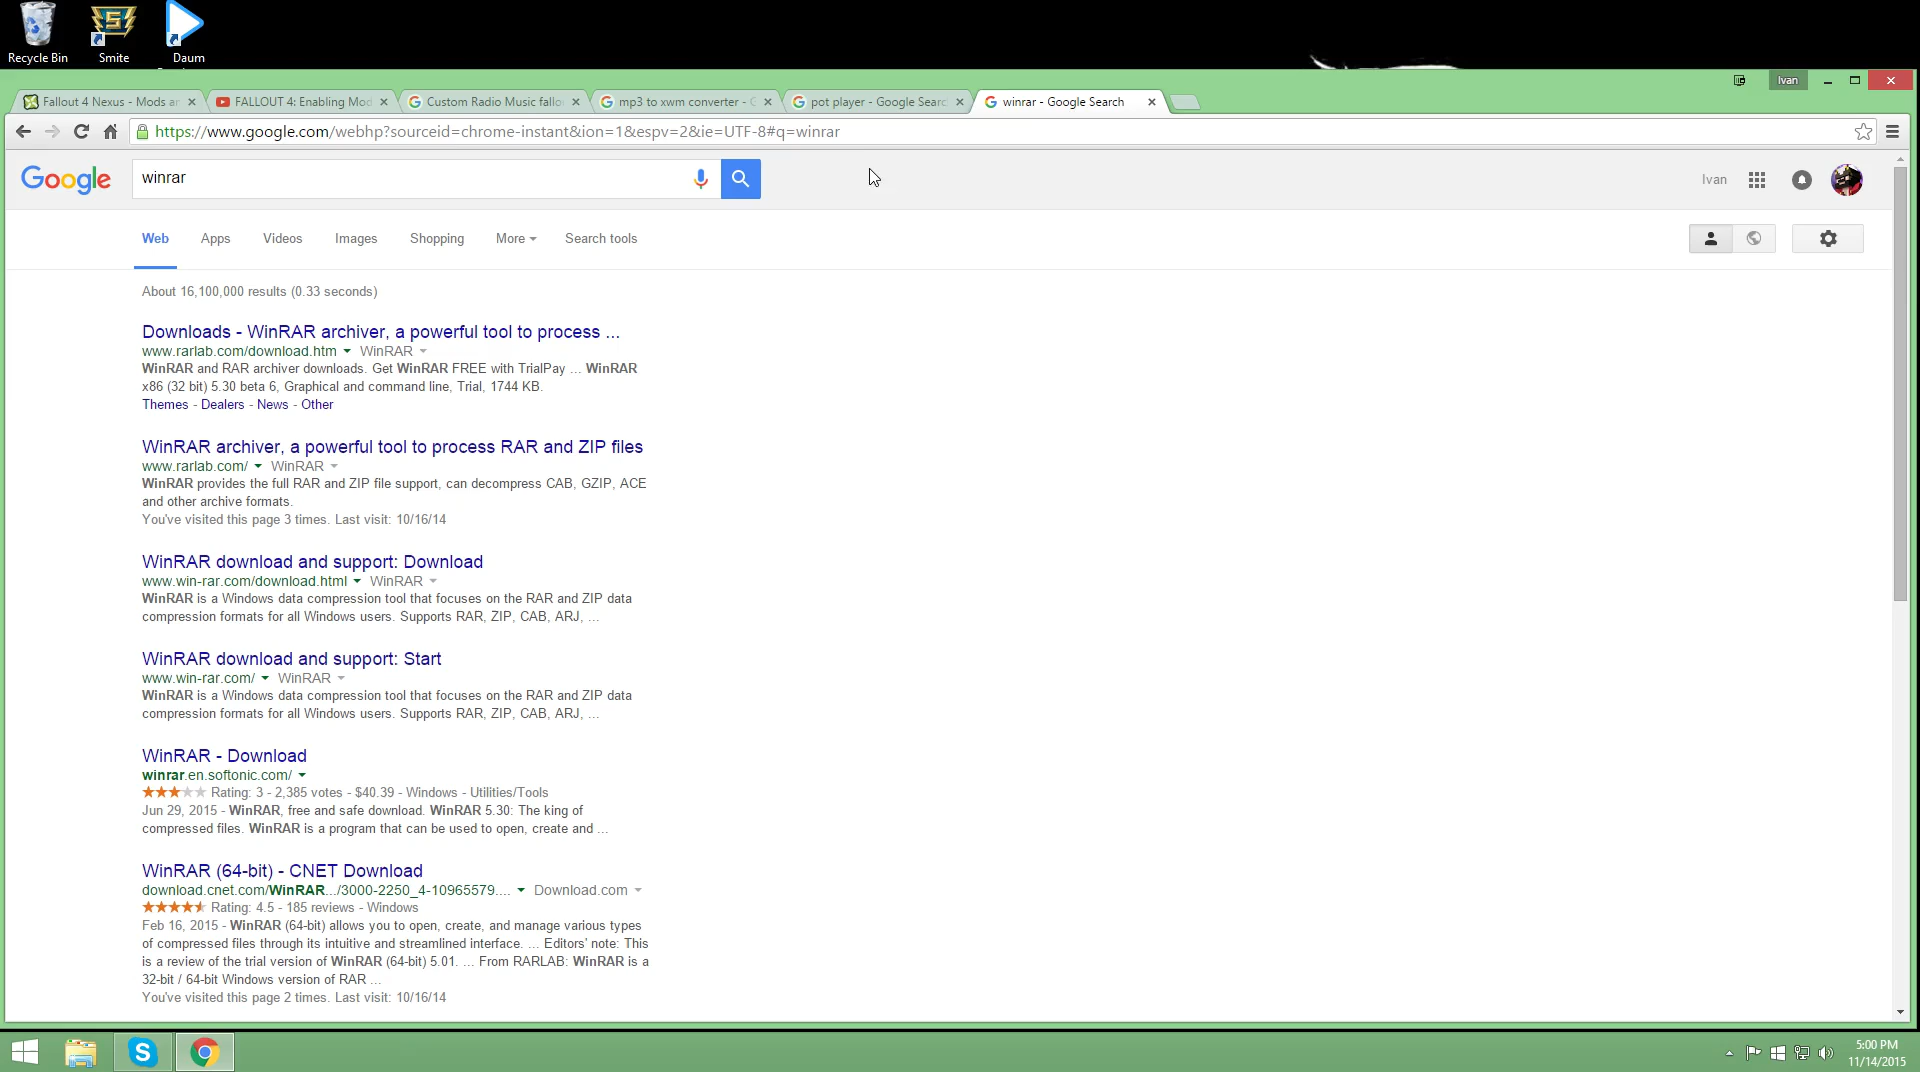 Recycle Bin
Smite
Daum
Ivan
Fallout 4 Nexus - Mods an
FALLOUT 4: Enabling Mod
Custom Radio Music fallo
mp3 to xwm converter -
pot player - Google Searc
winrar - Google Search
https://www.google.com/webhp?sourceid=chrome-instant&ion=1&espv=2&ie=UTF-8#q=winrar
Google
winrar
Ivan
Web
Apps
Videos
Images
Shopping
More
Search tools
About 16,100,000 results (0.33 seconds)
Downloads - WinRAR archiver, a powerful tool to process ...
www.rarlab.com/download.htm WinRAR
WinRAR and RAR archiver downloads. Get WinRAR FREE with TrialPay ... WinRAR
x86 (32 bit) 5.30 beta 6, Graphical and command line, Trial, 1744 KB.
Themes - Dealers - News - Other
WinRAR archiver, a powerful tool to process RAR and ZIP files
www.rarlab.com/ WinRAR
WinRAR provides the full RAR and ZIP file support, can decompress CAB, GZIP, ACE
and other archive formats.
You've visited this page 3 times. Last visit: 10/16/14
WinRAR download and support: Download
www.win-rar.com/download.html WinRAR
WinRAR is a Windows data compression tool that focuses on the RAR and ZIP data
compression formats for all Windows users. Supports RAR, ZIP, CAB, ARJ, ...
WinRAR download and support: Start
www.win-rar.com/ WinRAR
WinRAR is a Windows data compression tool that focuses on the RAR and ZIP data
compression formats for all Windows users. Supports RAR, ZIP, CAB, ARJ, ...
WinRAR - Download
winrar.en.softonic.com/
Rating: 3 - 2,385 votes - $40.39 - Windows - Utilities/Tools
Jun 29, 2015 - WinRAR, free and safe download. WinRAR 5.30: The king of
compressed files. WinRAR is a program that can be used to open, create and ...
WinRAR (64-bit) - CNET Download
download.cnet.com/WinRAR.../3000-2250_4-10965579.... Download.com
Rating: 4.5 - 185 reviews - Windows
Feb 16, 2015 - WinRAR (64-bit) allows you to open, create, and manage various types
of compressed files through its intuitive and streamlined interface. ... Editors' note: This
is a review of the trial version of WinRAR (64-bit) 5.01. ... From RARLAB: WinRAR is a
32-bit / 64-bit Windows version of RAR ...
You've visited this page 2 times. Last visit: 10/16/14
5:00 PM
11/14/2015